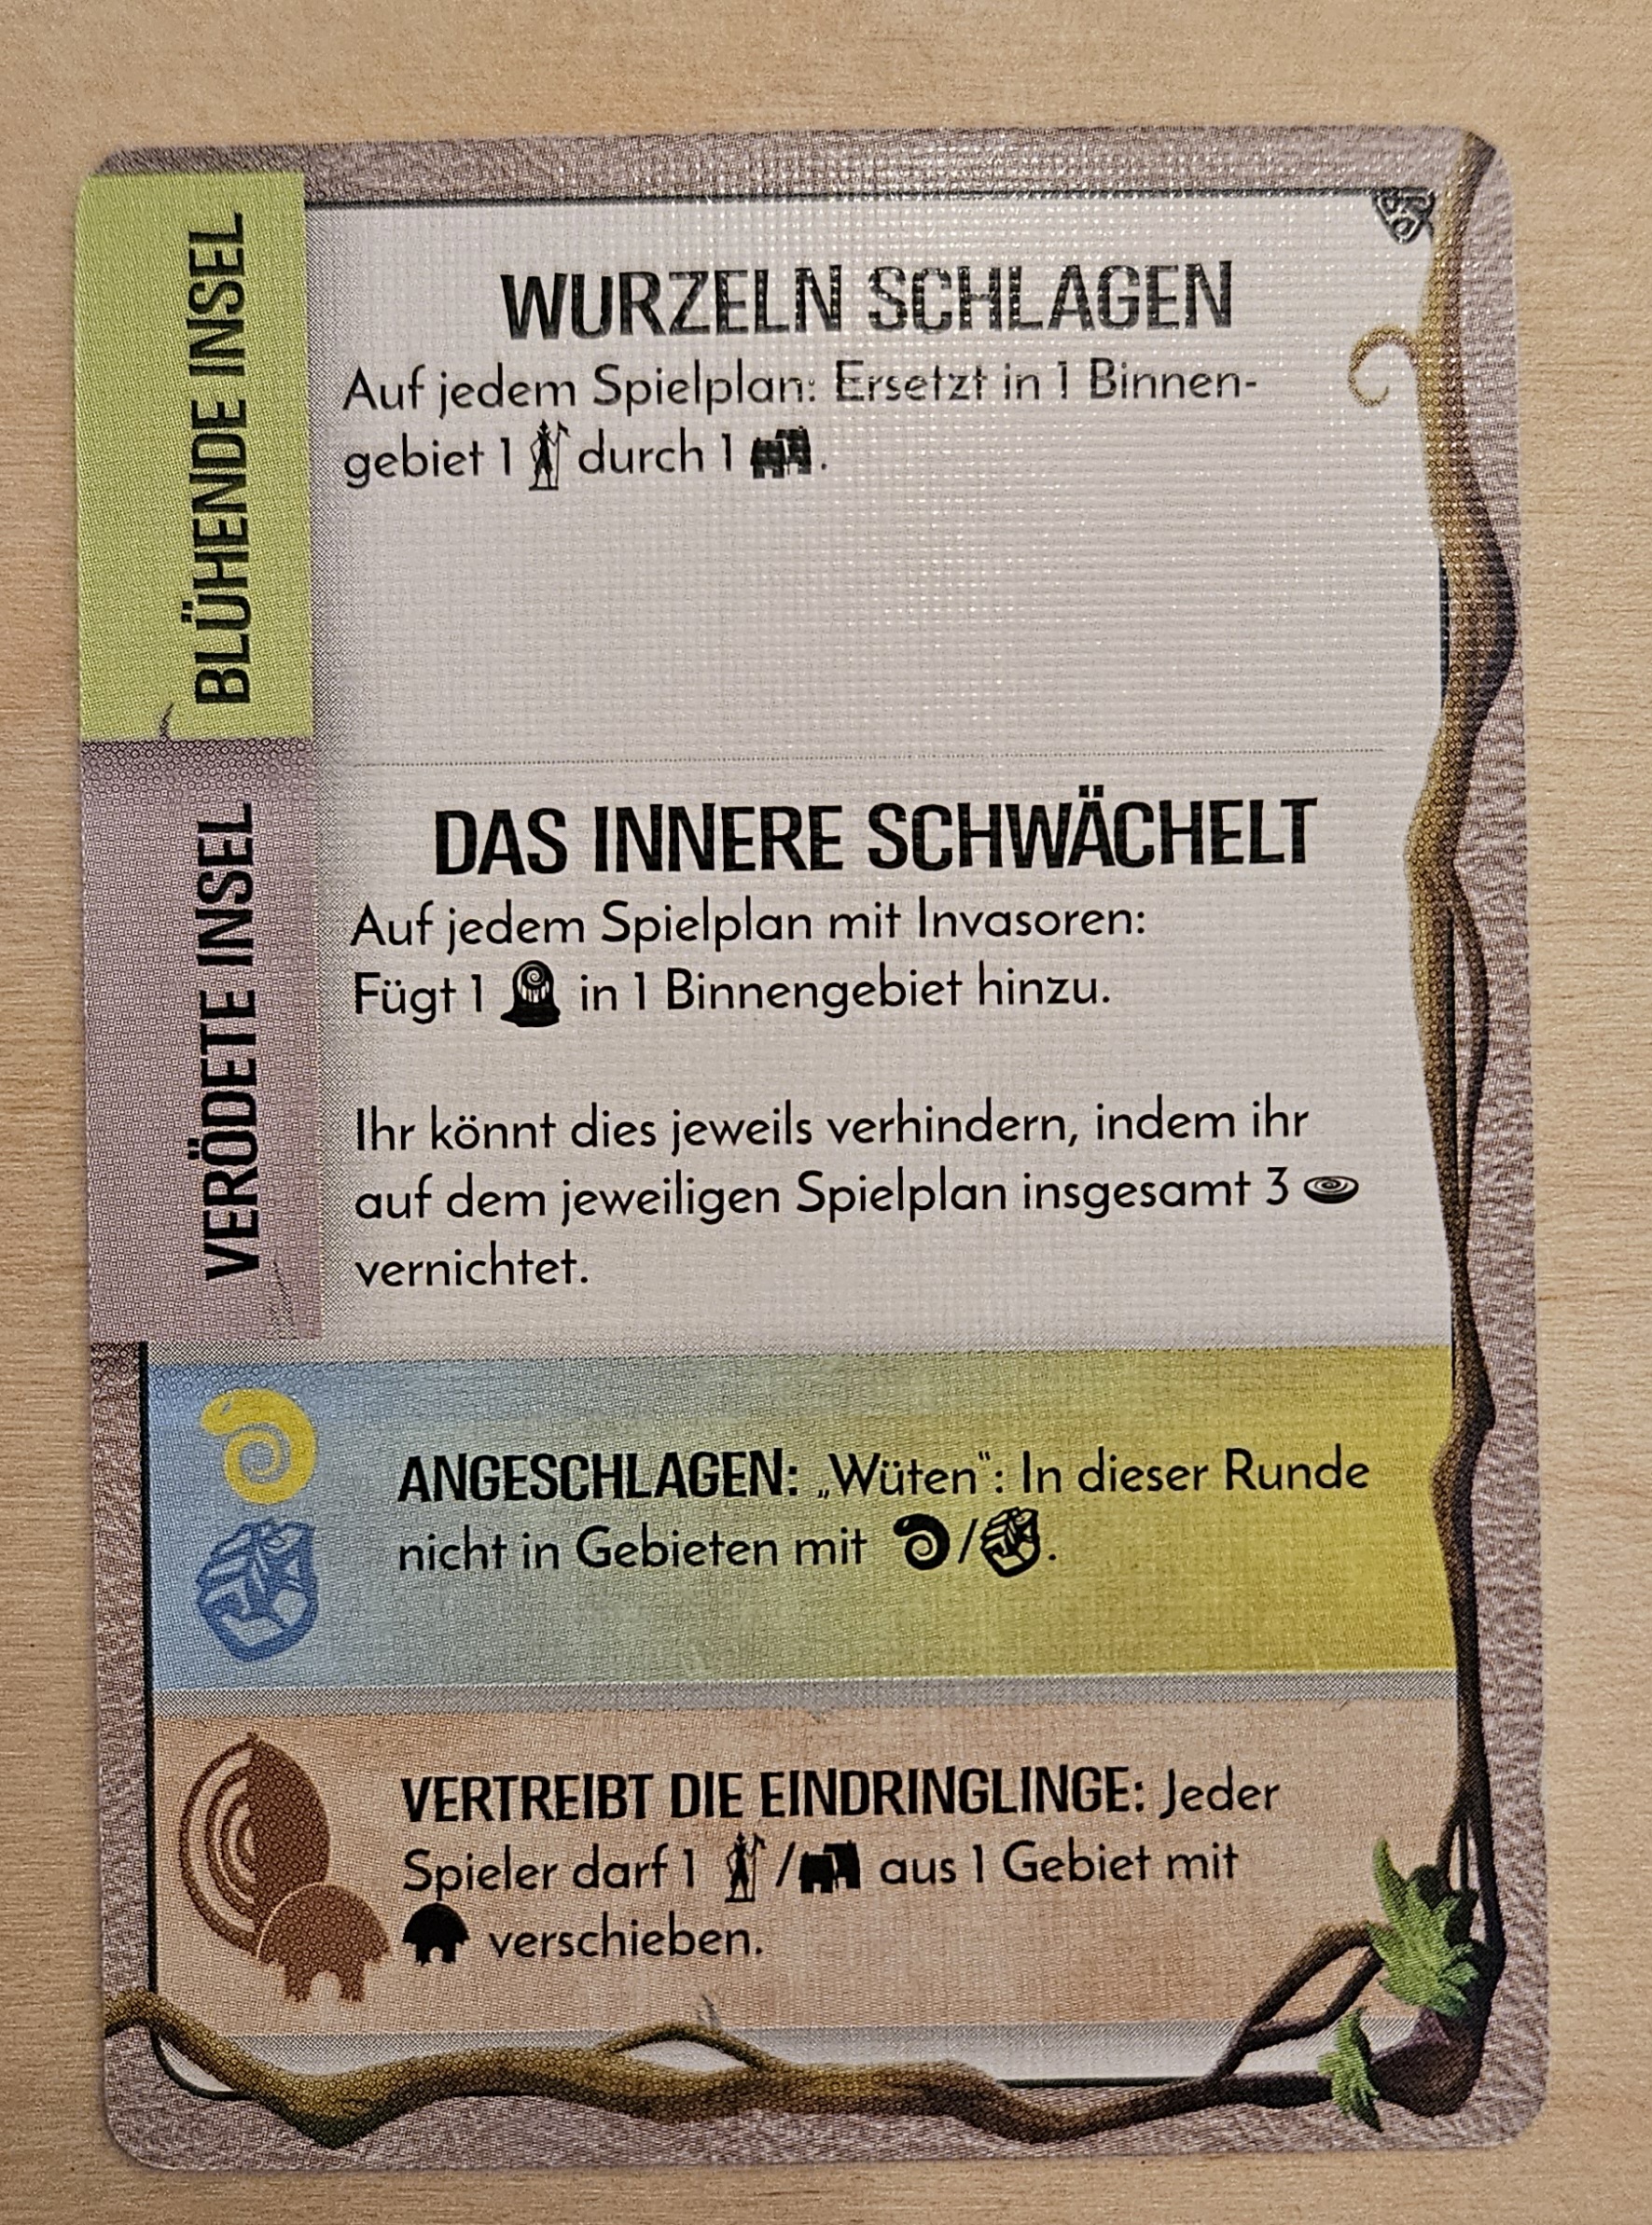 BLÜHENDE INSEL
WURZELN SCHLAGEN
Auf jedem Spielplan: Ersetzt in 1 Binnen-
gebiet 1 durch 1 .
VERÖDETE INSEL
DAS INNERE SCHWÄCHELT
Auf jedem Spielplan mit Invasoren:
Fügt 1 in 1 Binnengebiet hinzu.
Ihr könnt dies jeweils verhindern, indem ihr
auf dem jeweiligen Spielplan insgesamt 3
vernichtet.
ANGESCHLAGEN: „Wüten“: In dieser Runde
nicht in Gebieten mit / .
VERTREIBT DIE EINDRINGLINGE: Jeder
Spieler darf 1 / aus 1 Gebiet mit
verschieben.